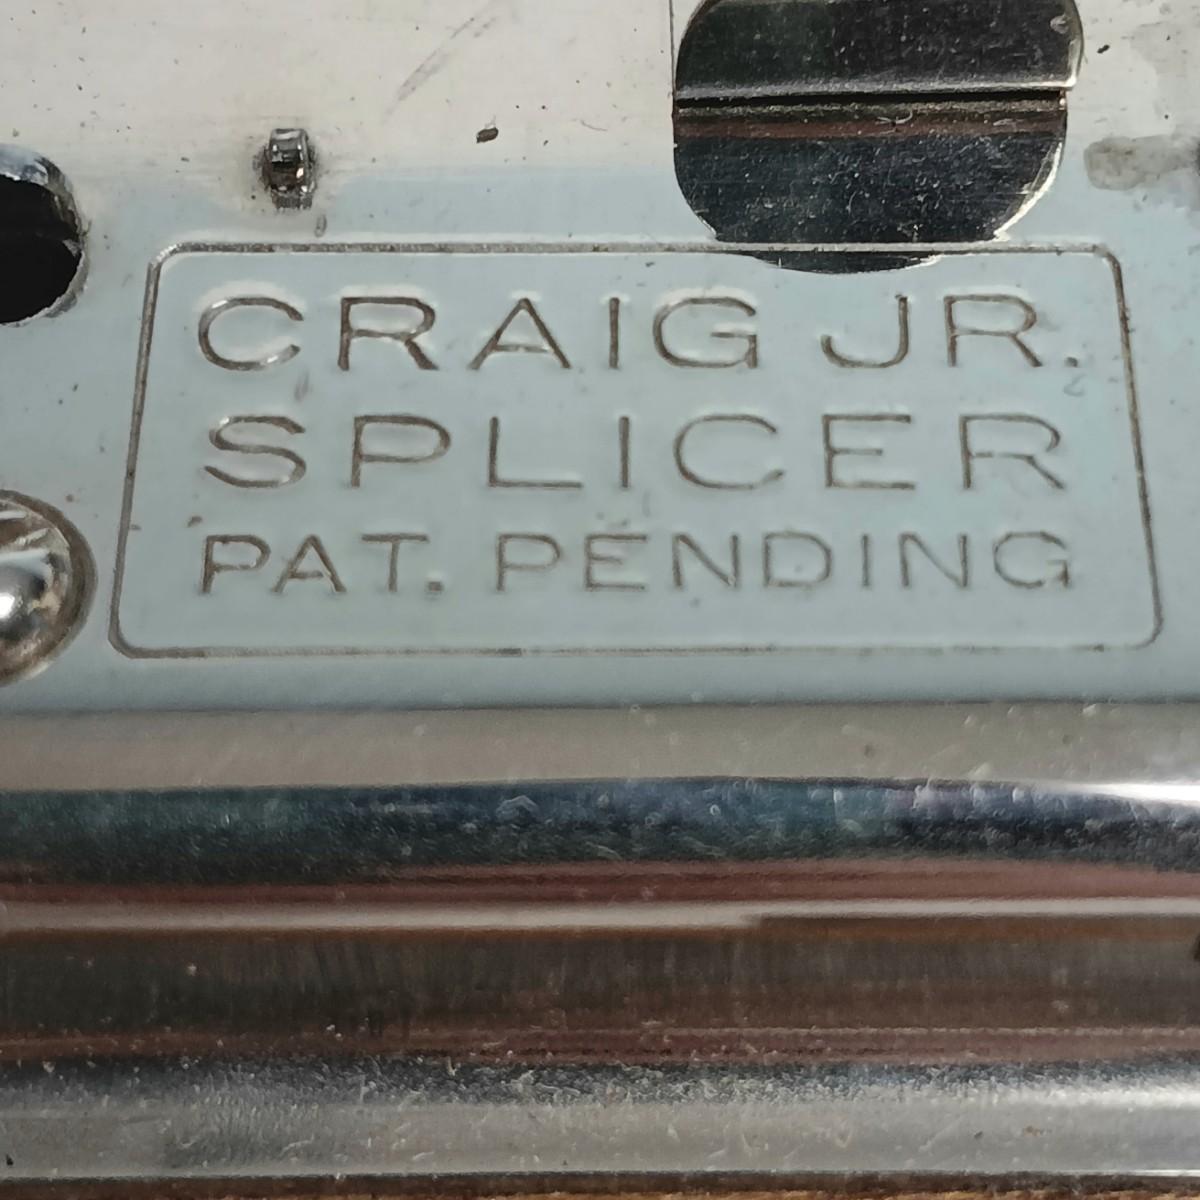 CRAIG JR.
SPLICER
PAT. PENDING